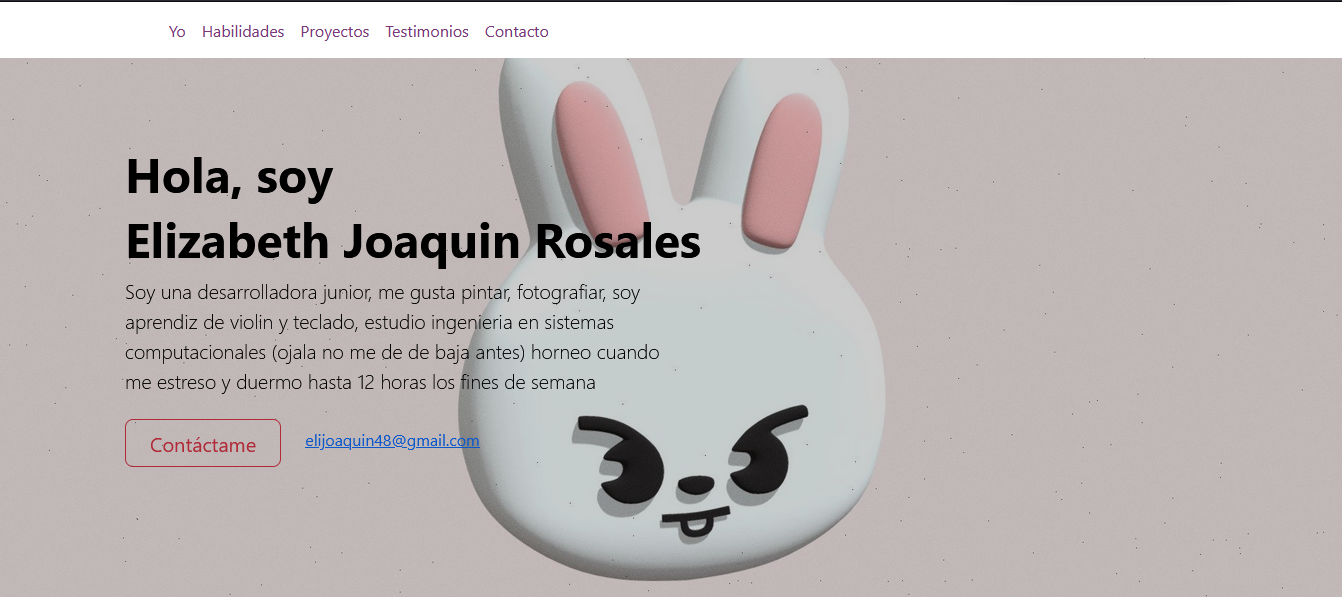 Yo Habilidades Proyectos Testimonios Contacto
Hola, soy
Elizabeth Joaquin Rosales
Soy una desarrolladora junior, me gusta pintar, fotografiar, soy
aprendiz de violin y teclado, estudio ingenieria en sistemas
computacionales (ojala no me de de baja antes) horneo cuando
me estreso y duermo hasta 12 horas los fines de semana
Contáctame elijoaquin48@gmail.com